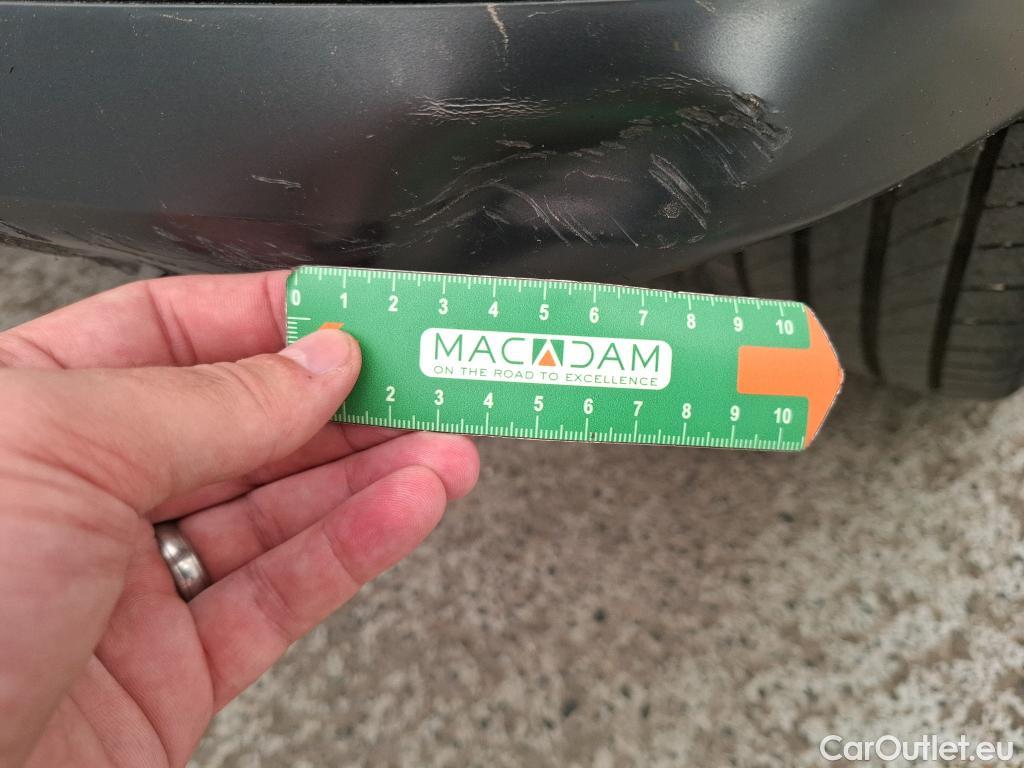 0 1 2 3 4 5 6 7 8 9 10
MACADAM
ON THE ROAD TO EXCELLENCE
2 3 4 5 6 7 8 9 10
CarOutlet.eu